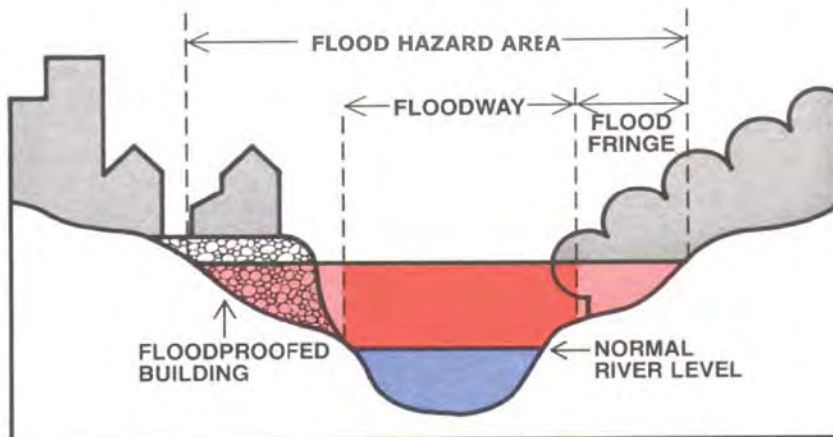 FLOOD HAZARD AREA
FLOODWAY
FLOOD
FRINGE
FLOODPROOFED
BUILDING
NORMAL
RIVER LEVEL